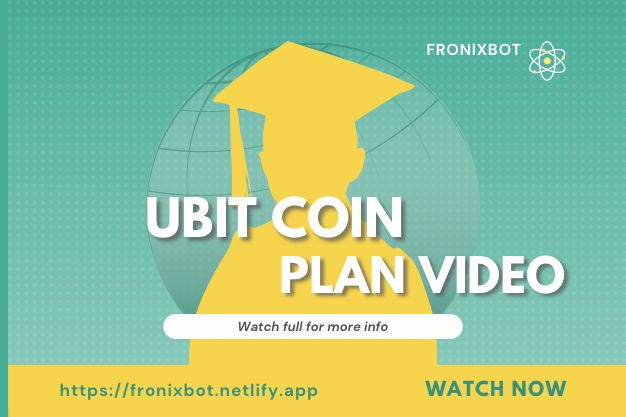 FRONIXBOT
UBIT COIN
PLAN VIDEO
Watch full for more info
https://fronixbot.netlify.app WATCH NOW